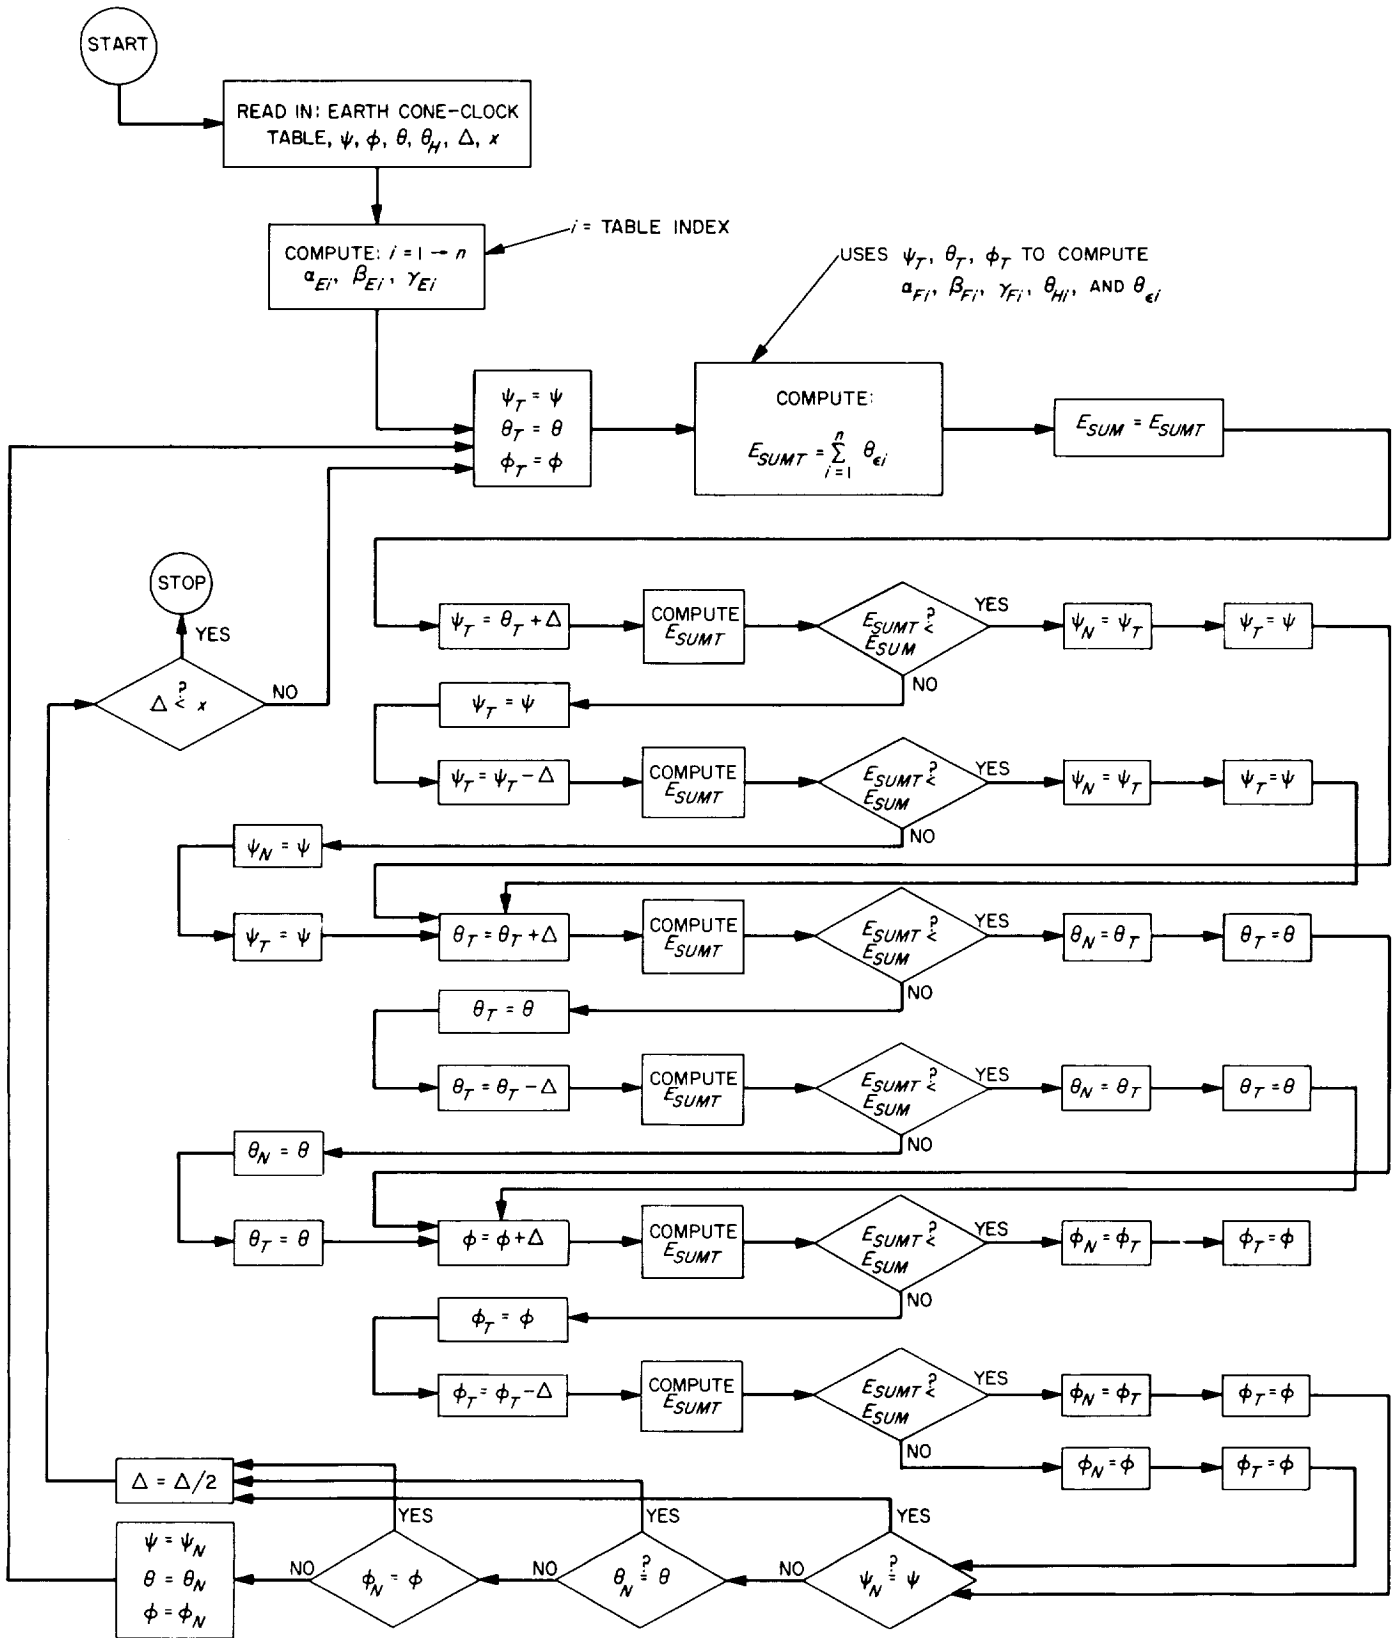 START
READ IN: EARTH CONE-CLOCK
TABLE, ψ, ϕ, θ, θ_H, Δ, x
COMPUTE: i = 1 → n
α_Ei, β_Ei, γ_Ei
i = TABLE INDEX
USES ψ_T, θ_T, ϕ_T TO COMPUTE
α_Fi, β_Fi, γ_Fi, θ_Hi, AND θ_ϵi
ψ_T = ψ
θ_T = θ
ϕ_T = ϕ
COMPUTE:
E_SUMT = Σ_{i=1}^{n} θ_ϵi
E_SUM = E_SUMT
STOP
YES
Δ <? x
NO
ψ_T = θ_T + Δ
COMPUTE
E_SUMT
E_SUMT <?
E_SUM
YES
ψ_N = ψ_T
ψ_T = ψ
NO
ψ_T = ψ
ψ_T = ψ_T − Δ
COMPUTE
E_SUMT
E_SUMT <?
E_SUM
YES
ψ_N = ψ_T
ψ_T = ψ
NO
ψ_N = ψ
ψ_T = ψ
θ_T = θ_T + Δ
COMPUTE
E_SUMT
E_SUMT <?
E_SUM
YES
θ_N = θ_T
θ_T = θ
NO
θ_T = θ
θ_T = θ_T − Δ
COMPUTE
E_SUMT
E_SUMT <?
E_SUM
YES
θ_N = θ_T
θ_T = θ
NO
θ_N = θ
θ_T = θ
ϕ = ϕ + Δ
COMPUTE
E_SUMT
E_SUMT <?
E_SUM
YES
ϕ_N = ϕ_T
ϕ_T = ϕ
NO
ϕ_T = ϕ
ϕ_T = ϕ_T − Δ
COMPUTE
E_SUMT
E_SUMT <?
E_SUM
YES
ϕ_N = ϕ_T
ϕ_T = ϕ
NO
ϕ_N = ϕ
ϕ_T = ϕ
Δ = Δ/2
YES
YES
YES
ψ = ψ_N
θ = θ_N
ϕ = ϕ_N
NO
ϕ_N = ϕ
NO
θ_N =? θ
NO
ψ_N =? ψ